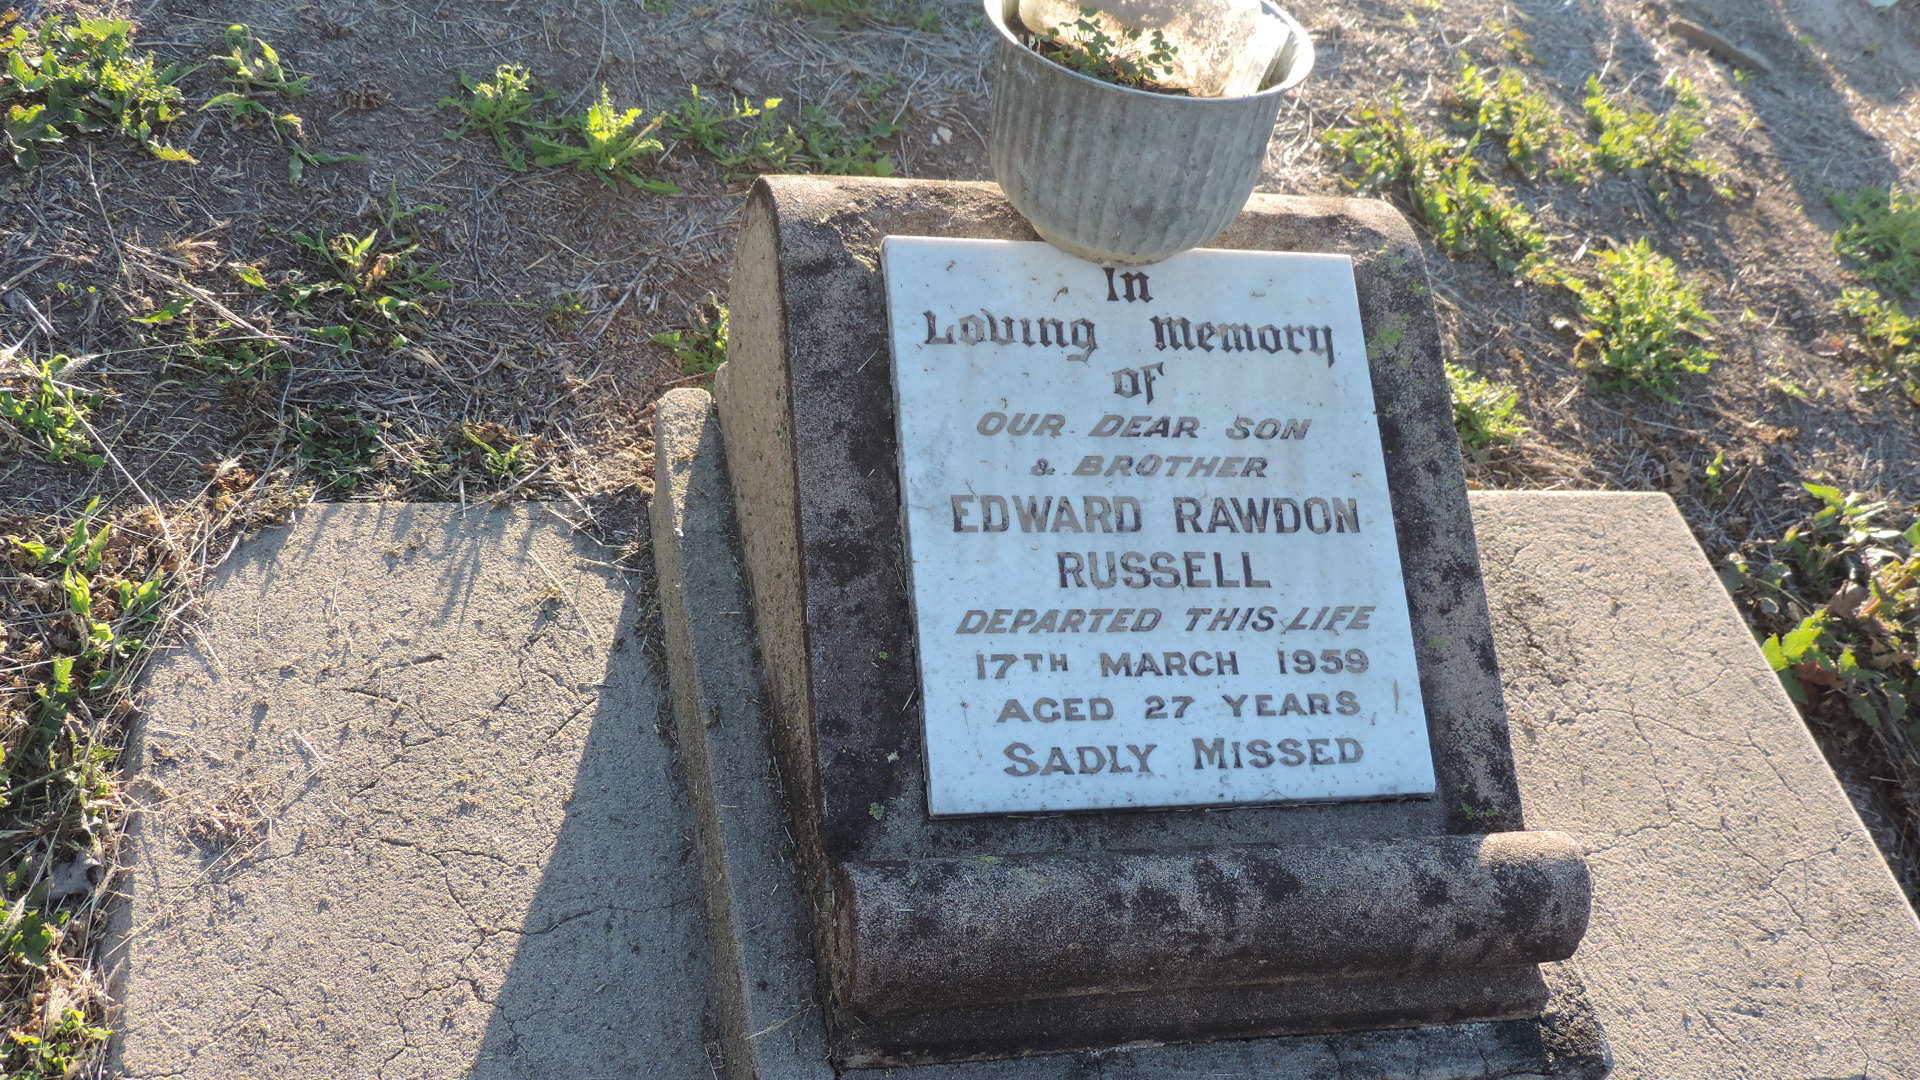 In
Loving Memory
of
OUR DEAR SON
& BROTHER
EDWARD RAWDON
RUSSELL
DEPARTED THIS LIFE
17TH MARCH 1959
AGED 27 YEARS
SADLY MISSED